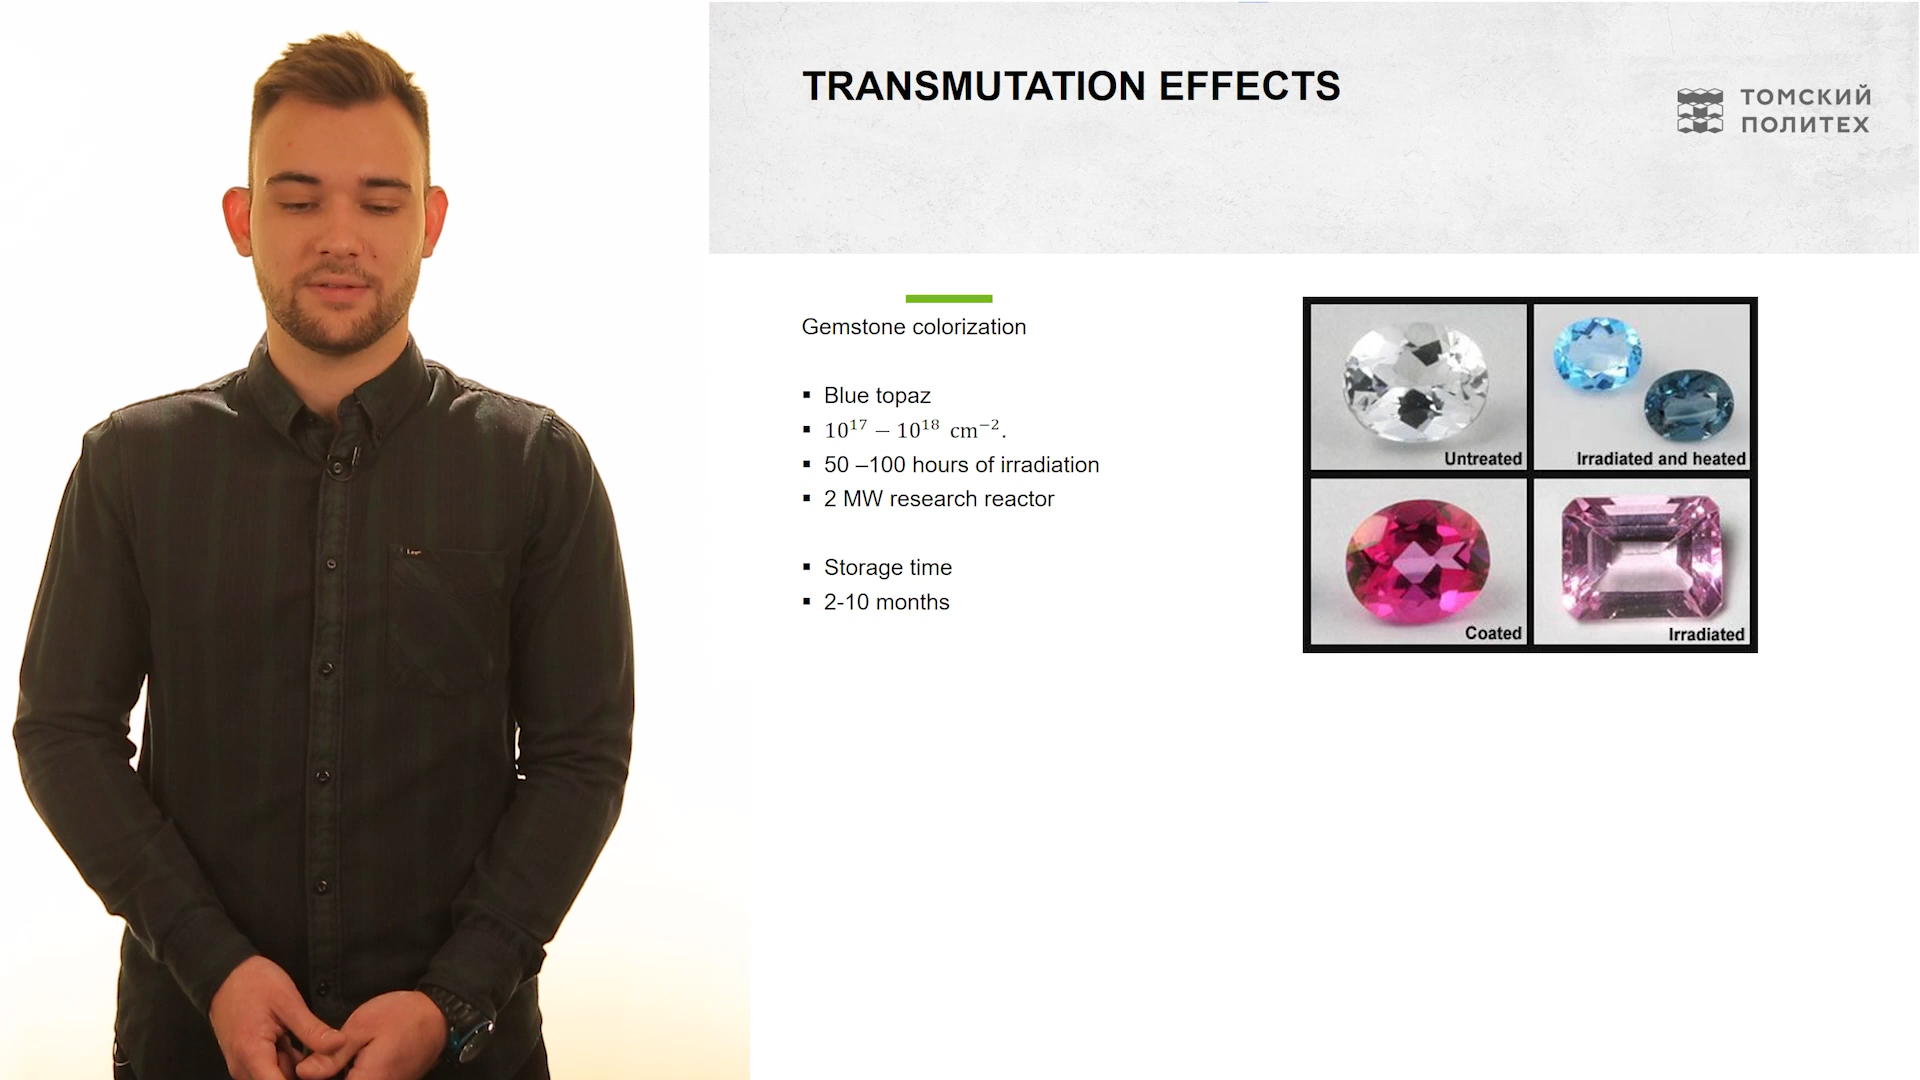 TRANSMUTATION EFFECTS
ТОМСКИЙ
ПОЛИТЕХ
Gemstone colorization
▪ Blue topaz
▪ 10¹⁷ – 10¹⁸ cm⁻².
▪ 50 –100 hours of irradiation
▪ 2 MW research reactor
▪ Storage time
▪ 2-10 months
Untreated
Irradiated and heated
Coated
Irradiated